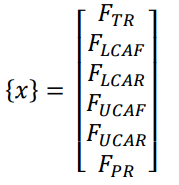 F_TR
F_LCAF
{x} = F_LCAR
F_UCAF
F_UCAR
F_PR